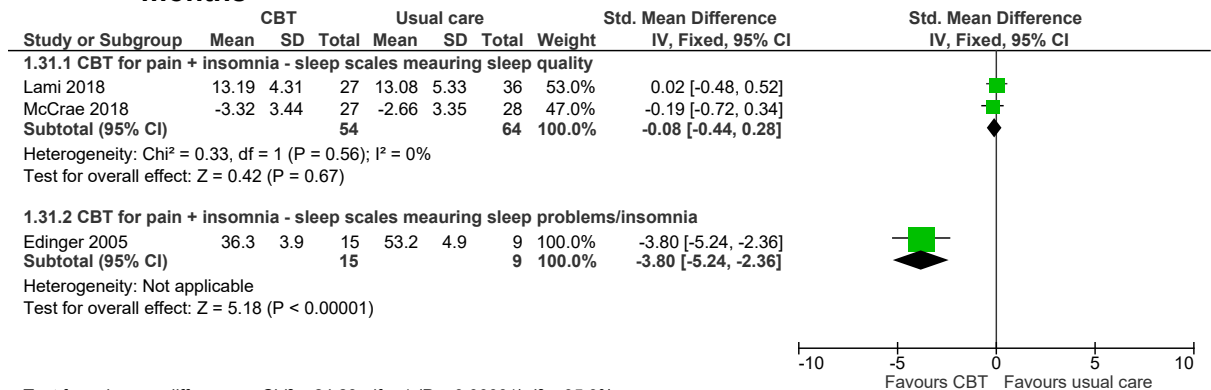 CBT Usual care Std. Mean Difference Std. Mean Difference
Study or Subgroup Mean SD Total Mean SD Total Weight IV, Fixed, 95% CI IV, Fixed, 95% CI
1.31.1 CBT for pain + insomnia - sleep scales meauring sleep quality
Lami 2018 13.19 4.31 27 13.08 5.33 36 53.0% 0.02 [-0.48, 0.52]
McCrae 2018 -3.32 3.44 27 -2.66 3.35 28 47.0% -0.19 [-0.72, 0.34]
Subtotal (95% CI) 54 64 100.0% -0.08 [-0.44, 0.28]
Heterogeneity: Chi² = 0.33, df = 1 (P = 0.56); I² = 0%
Test for overall effect: Z = 0.42 (P = 0.67)
1.31.2 CBT for pain + insomnia - sleep scales meauring sleep problems/insomnia
Edinger 2005 36.3 3.9 15 53.2 4.9 9 100.0% -3.80 [-5.24, -2.36]
Subtotal (95% CI) 15 9 100.0% -3.80 [-5.24, -2.36]
Heterogeneity: Not applicable
Test for overall effect: Z = 5.18 (P < 0.00001)
-10 -5 0 5 10
Favours CBT Favours usual care